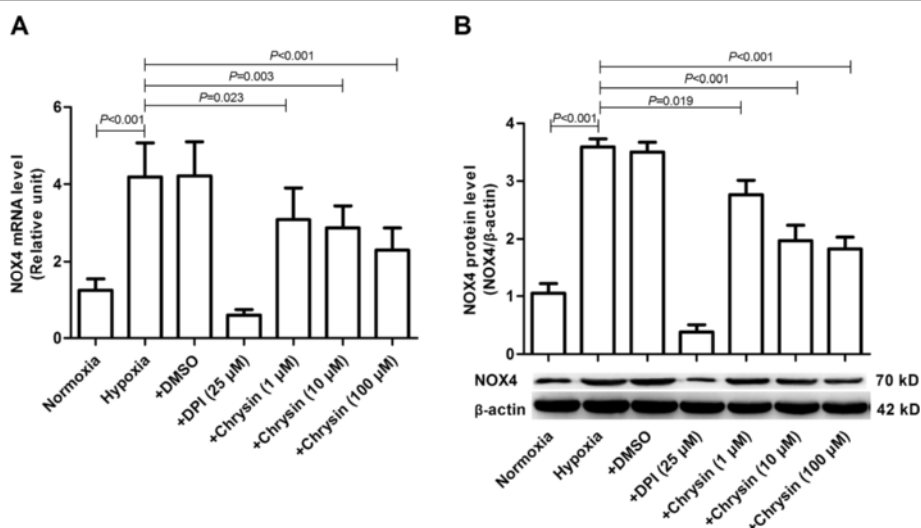 A
P<0.001
P=0.003
P=0.023
P<0.001
NOX4 mRNA level
(Relative unit)
6
4
2
0
Normoxia
Hypoxia
+DMSO
+DPI (25 μM)
+Chrysin (1 μM)
+Chrysin (10 μM)
+Chrysin (100 μM)
B
P<0.001
P<0.001
P=0.019
P<0.001
NOX4 protein level
(NOX4/β-actin)
4
3
2
1
0
NOX4
70 kD
β-actin
42 kD
Normoxia
Hypoxia
+DMSO
+DPI (25 μM)
+Chrysin (1 μM)
+Chrysin (10 μM)
+Chrysin (100 μM)